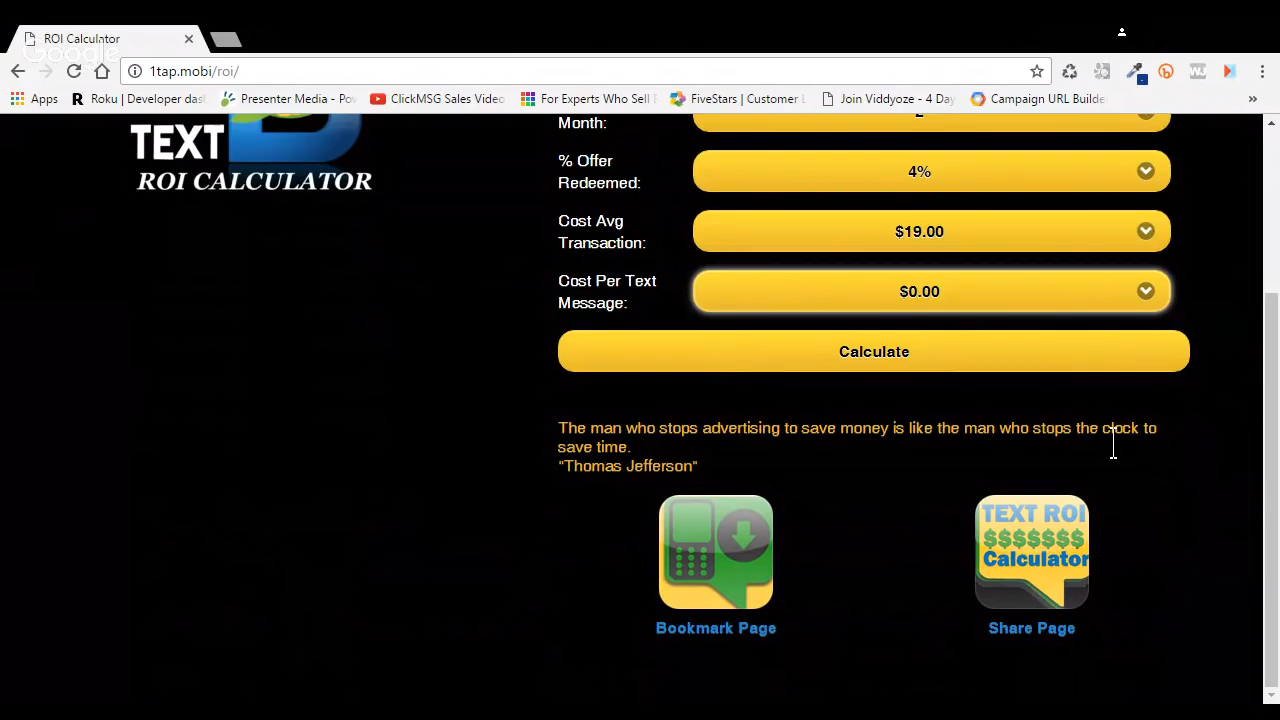 ROI Calculator
Google
1tap.mobi/roi/
Apps
Roku | Developer das
Presenter Media - Pow
ClickMSG Sales Video
For Experts Who Sell
FiveStars | Customer L
Join Viddyoze - 4 Day
Campaign URL Builde
TEXT
ROI CALCULATOR
Month:
% Offer
Redeemed:
4%
Cost Avg
Transaction:
$19.00
Cost Per Text
Message:
$0.00
Calculate
The man who stops advertising to save money is like the man who stops the clock to
save time.
"Thomas Jefferson"
TEXT ROI
$$$$$$$
Calculator
Bookmark Page
Share Page